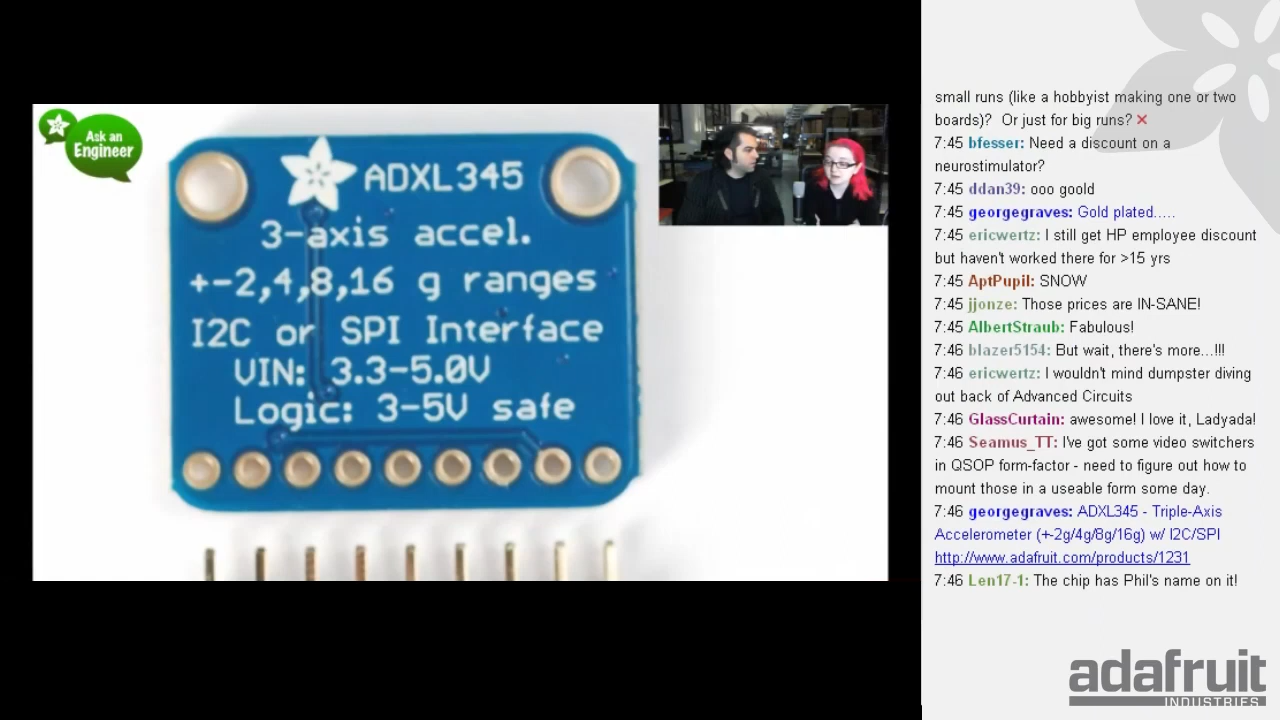 Ask an
Engineer
ADXL345
3-axis accel.
+-2,4,8,16 g ranges
I2C or SPI Interface
VIN: 3.3-5.0V
Logic: 3-5V safe
small runs (like a hobbyist making one or two
boards)? Or just for big runs? ×
7:45 bfesser: Need a discount on a
neurostimulator?
7:45 ddan39: ooo goold
7:45 georgegraves: Gold plated.....
7:45 ericwertz: I still get HP employee discount
but haven't worked there for >15 yrs
7:45 AptPupil: SNOW
7:45 jjonze: Those prices are IN-SANE!
7:45 AlbertStraub: Fabulous!
7:46 blazer5154: But wait, there's more...!!!
7:46 ericwertz: I wouldn't mind dumpster diving
out back of Advanced Circuits
7:46 GlassCurtain: awesome! I love it, Ladyada!
7:46 Seamus_TT: I've got some video switchers
in QSOP form-factor - need to figure out how to
mount those in a useable form some day.
7:46 georgegraves: ADXL345 - Triple-Axis
Accelerometer (+-2g/4g/8g/16g) w/ I2C/SPI
http://www.adafruit.com/products/1231
7:46 Len17-1: The chip has Phil's name on it!
adafruit
INDUSTRIES